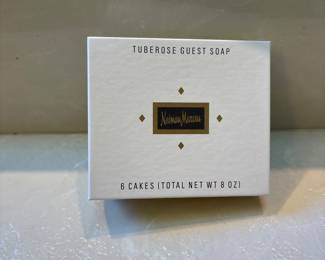 TUBEROSE GUEST SOAP
Neiman Marcus
6 CAKES (TOTAL NET WT 8 OZ)